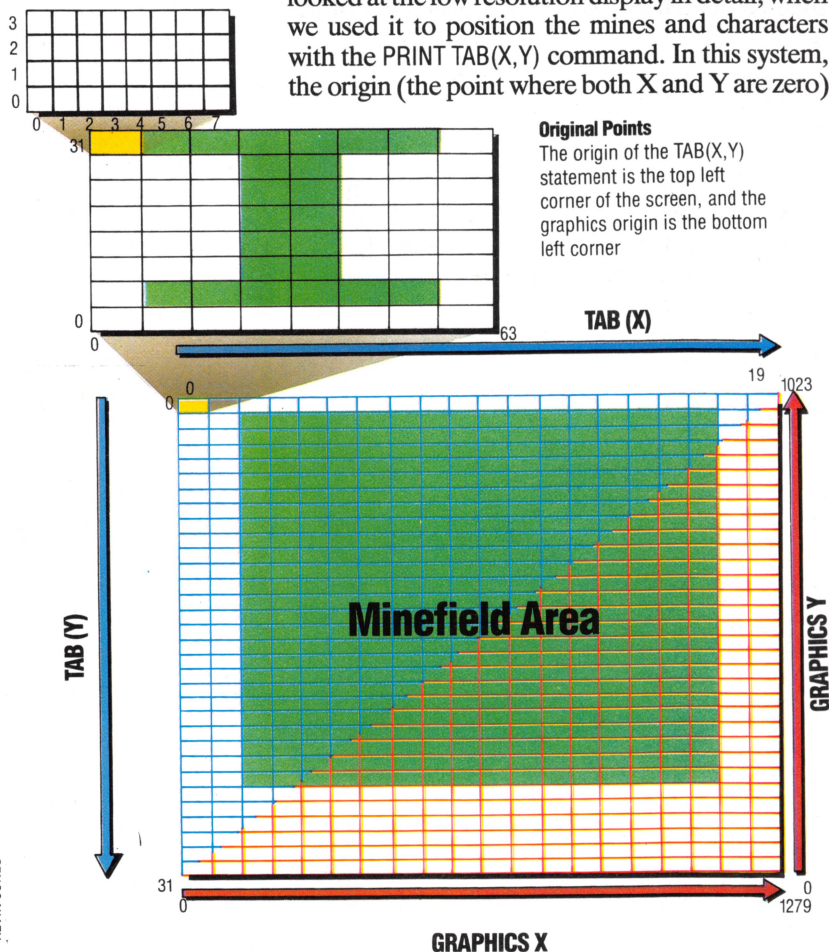 looked at the low resolution display in detail, when
we used it to position the mines and characters
with the PRINT TAB(X,Y) command. In this system,
the origin (the point where both X and Y are zero)
3
2
1
0
0 1 2 3 4 5 6 7
Original Points
The origin of the TAB(X,Y)
statement is the top left
corner of the screen, and the
graphics origin is the bottom
left corner
31
0
0
63
TAB (X)
0
0
19
1023
TAB (Y)
Minefield Area
GRAPHICS Y
31
0
0
1279
GRAPHICS X